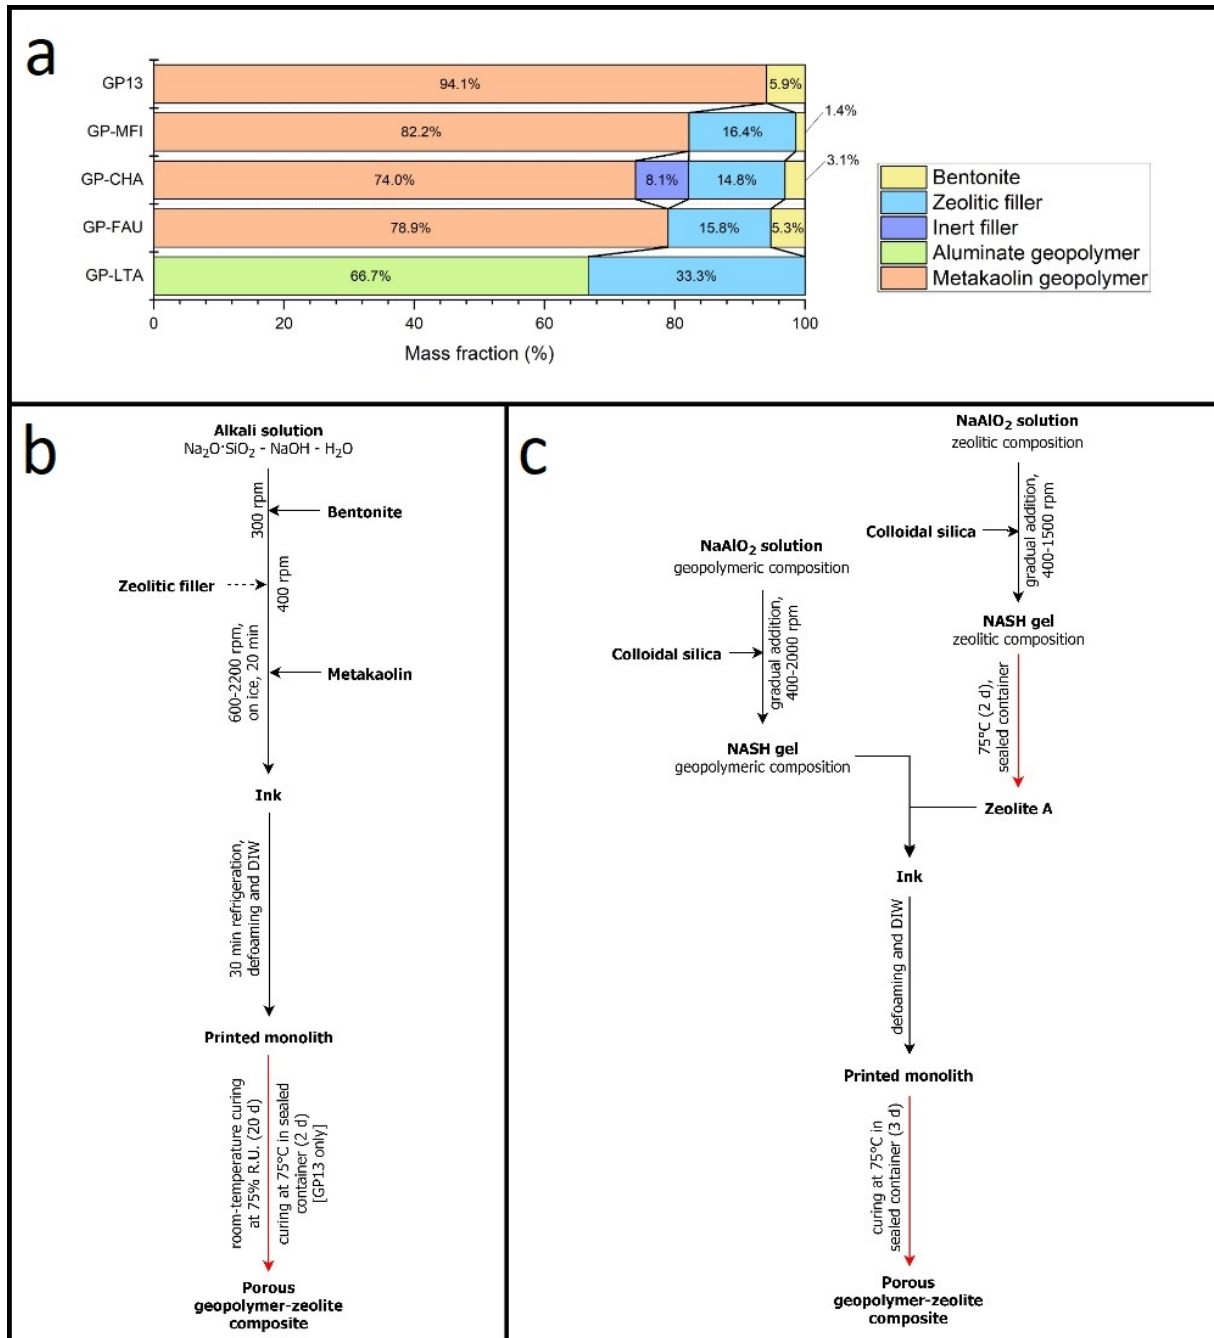 a
GP13
94.1%
5.9%
1.4%
GP-MFI
82.2%
16.4%
3.1%
GP-CHA
74.0%
8.1%
14.8%
GP-FAU
78.9%
15.8%
5.3%
GP-LTA
66.7%
33.3%
0
20
40
60
80
100
Mass fraction (%)
Bentonite
Zeolitic filler
Inert filler
Aluminate geopolymer
Metakaolin geopolymer
b
Alkali solution
Na₂O·SiO₂ - NaOH - H₂O
300 rpm
Bentonite
Zeolitic filler
400 rpm
600-2200 rpm,
on ice, 20 min
Metakaolin
Ink
30 min refrigeration,
defoaming and DIW
Printed monolith
room-temperature curing
at 75% R.U. (20 d)
curing at 75°C in sealed
container (2 d)
[GP13 only]
Porous
geopolymer-zeolite
composite
c
NaAlO₂ solution
zeolitic composition
Colloidal silica
gradual addition,
400-1500 rpm
NASH gel
zeolitic composition
75°C (2 d),
sealed container
Zeolite A
NaAlO₂ solution
geopolymeric composition
Colloidal silica
gradual addition,
400-2000 rpm
NASH gel
geopolymeric composition
Ink
defoaming and DIW
Printed monolith
curing at 75°C in
sealed container (3 d)
Porous
geopolymer-zeolite
composite